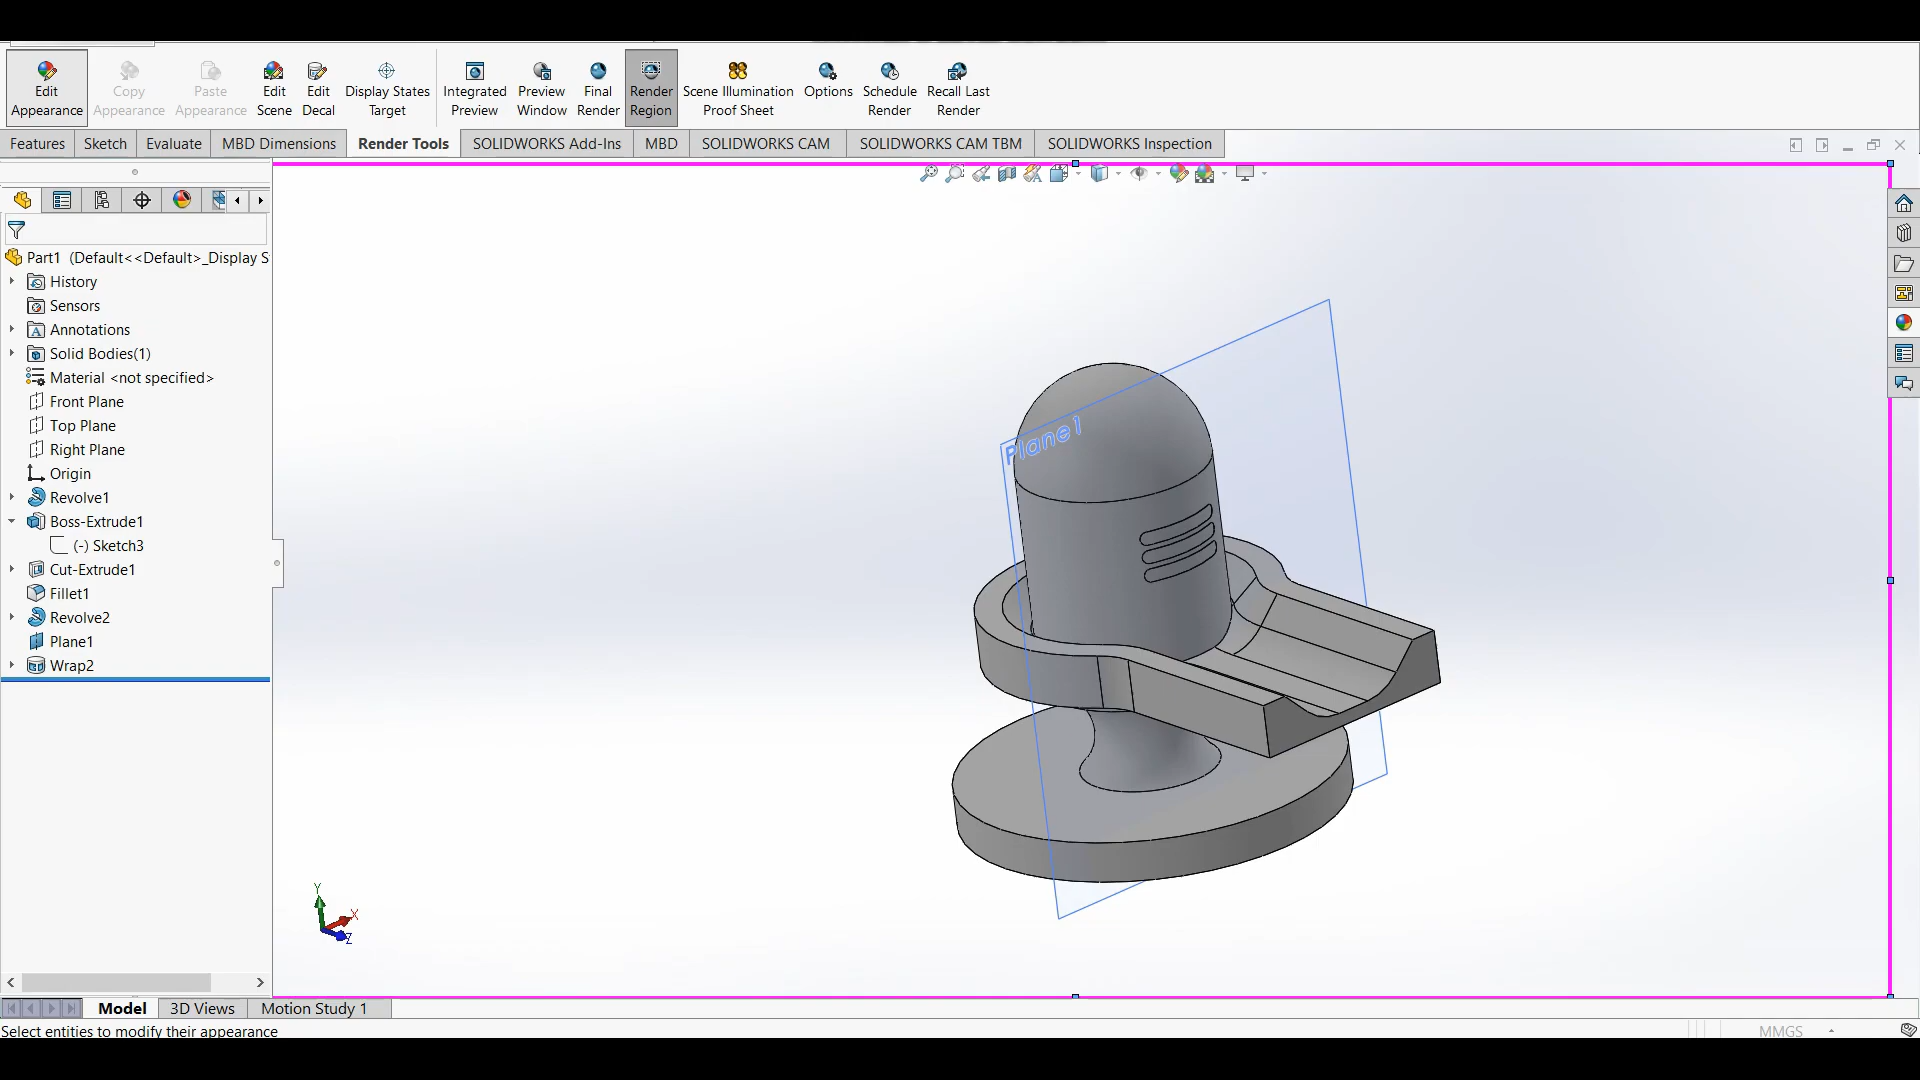 Edit Appearance
Copy Appearance
Paste Appearance
Edit Scene
Edit Decal
Display States Target
Integrated Preview
Preview Window
Final Render
Render Region
Scene Illumination Proof Sheet
Options
Schedule Render
Recall Last Render
Features
Sketch
Evaluate
MBD Dimensions
Render Tools
SOLIDWORKS Add-Ins
MBD
SOLIDWORKS CAM
SOLIDWORKS CAM TBM
SOLIDWORKS Inspection
Part1 (Default<<Default>_Display S
History
Sensors
Annotations
Solid Bodies(1)
Material <not specified>
Front Plane
Top Plane
Right Plane
Origin
Revolve1
Boss-Extrude1
(-) Sketch3
Cut-Extrude1
Fillet1
Revolve2
Plane1
Wrap2
Plane1
Y
X
Z
Model
3D Views
Motion Study 1
Select entities to modify their appearance
MMGS